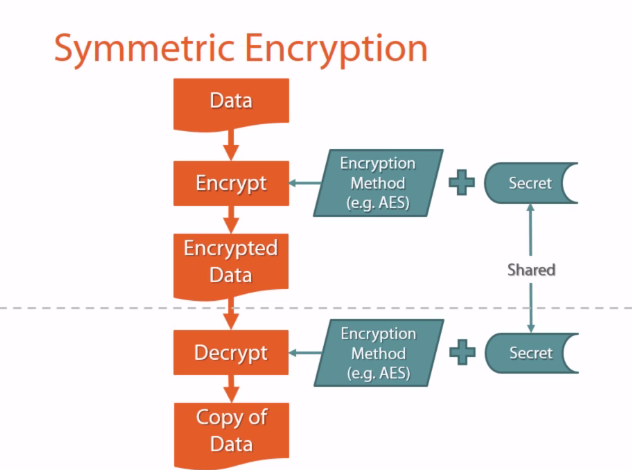 Symmetric Encryption
Data
Encrypt
Encryption
Method
(e.g. AES)
Secret
Encrypted
Data
Shared
Decrypt
Encryption
Method
(e.g. AES)
Secret
Copy of
Data